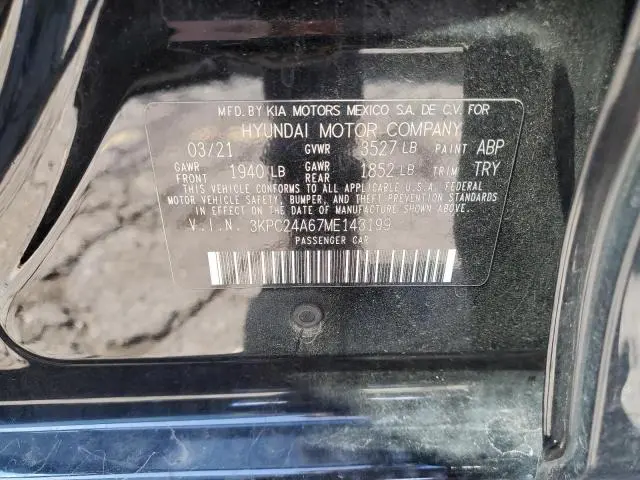 MFD. BY KIA MOTORS MEXICO S.A. DE C.V. FOR
HYUNDAI MOTOR COMPANY
03/21 GVWR 3527 LB PAINT ABP
GAWR FRONT 1940 LB GAWR REAR 1852 LB TRIM TRY
THIS VEHICLE CONFORMS TO ALL APPLICABLE U.S.A. FEDERAL
MOTOR VEHICLE SAFETY, BUMPER, AND THEFT PREVENTION STANDARDS
IN EFFECT ON THE DATE OF MANUFACTURE SHOWN ABOVE.
V.I.N. 3KPC24A67ME143199
PASSENGER CAR